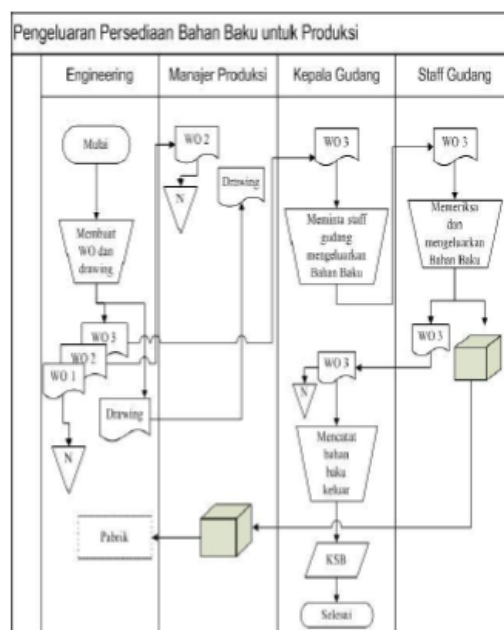 Pengeluaran Persediaan Bahan Baku untuk Produksi
Engineering
Manajer Produksi
Kepala Gudang
Staff Gudang
Mulai
Membuat
WO dan
drawing
WO 3
WO 2
WO 1
N
Drawing
Pabrik
WO 2
N
Drawing
WO 3
Meminta staff
gudang
mengeluarkan
Bahan Baku
WO 3
N
Mencatat
bahan
baku
keluar
KSB
Selesai
WO 3
Memeriksa
dan
mengeluarkan
Bahan Baku
WO 3